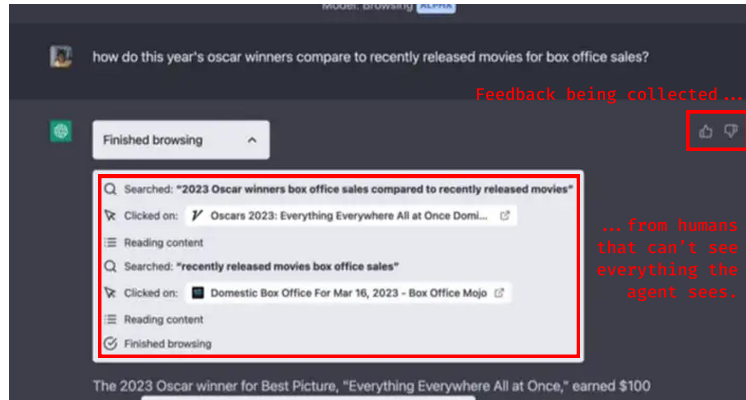 Model: Browsing ALPHA
how do this year's oscar winners compare to recently released movies for box office sales?
Feedback being collected...
Finished browsing
Searched: "2023 Oscar winners box office sales compared to recently released movies"
Clicked on: Oscars 2023: Everything Everywhere All at Once Domi...
Reading content
Searched: "recently released movies box office sales"
Clicked on: Domestic Box Office For Mar 16, 2023 - Box Office Mojo
Reading content
Finished browsing
...from humans
that can't see
everything the
agent sees.
The 2023 Oscar winner for Best Picture, "Everything Everywhere All at Once," earned $100